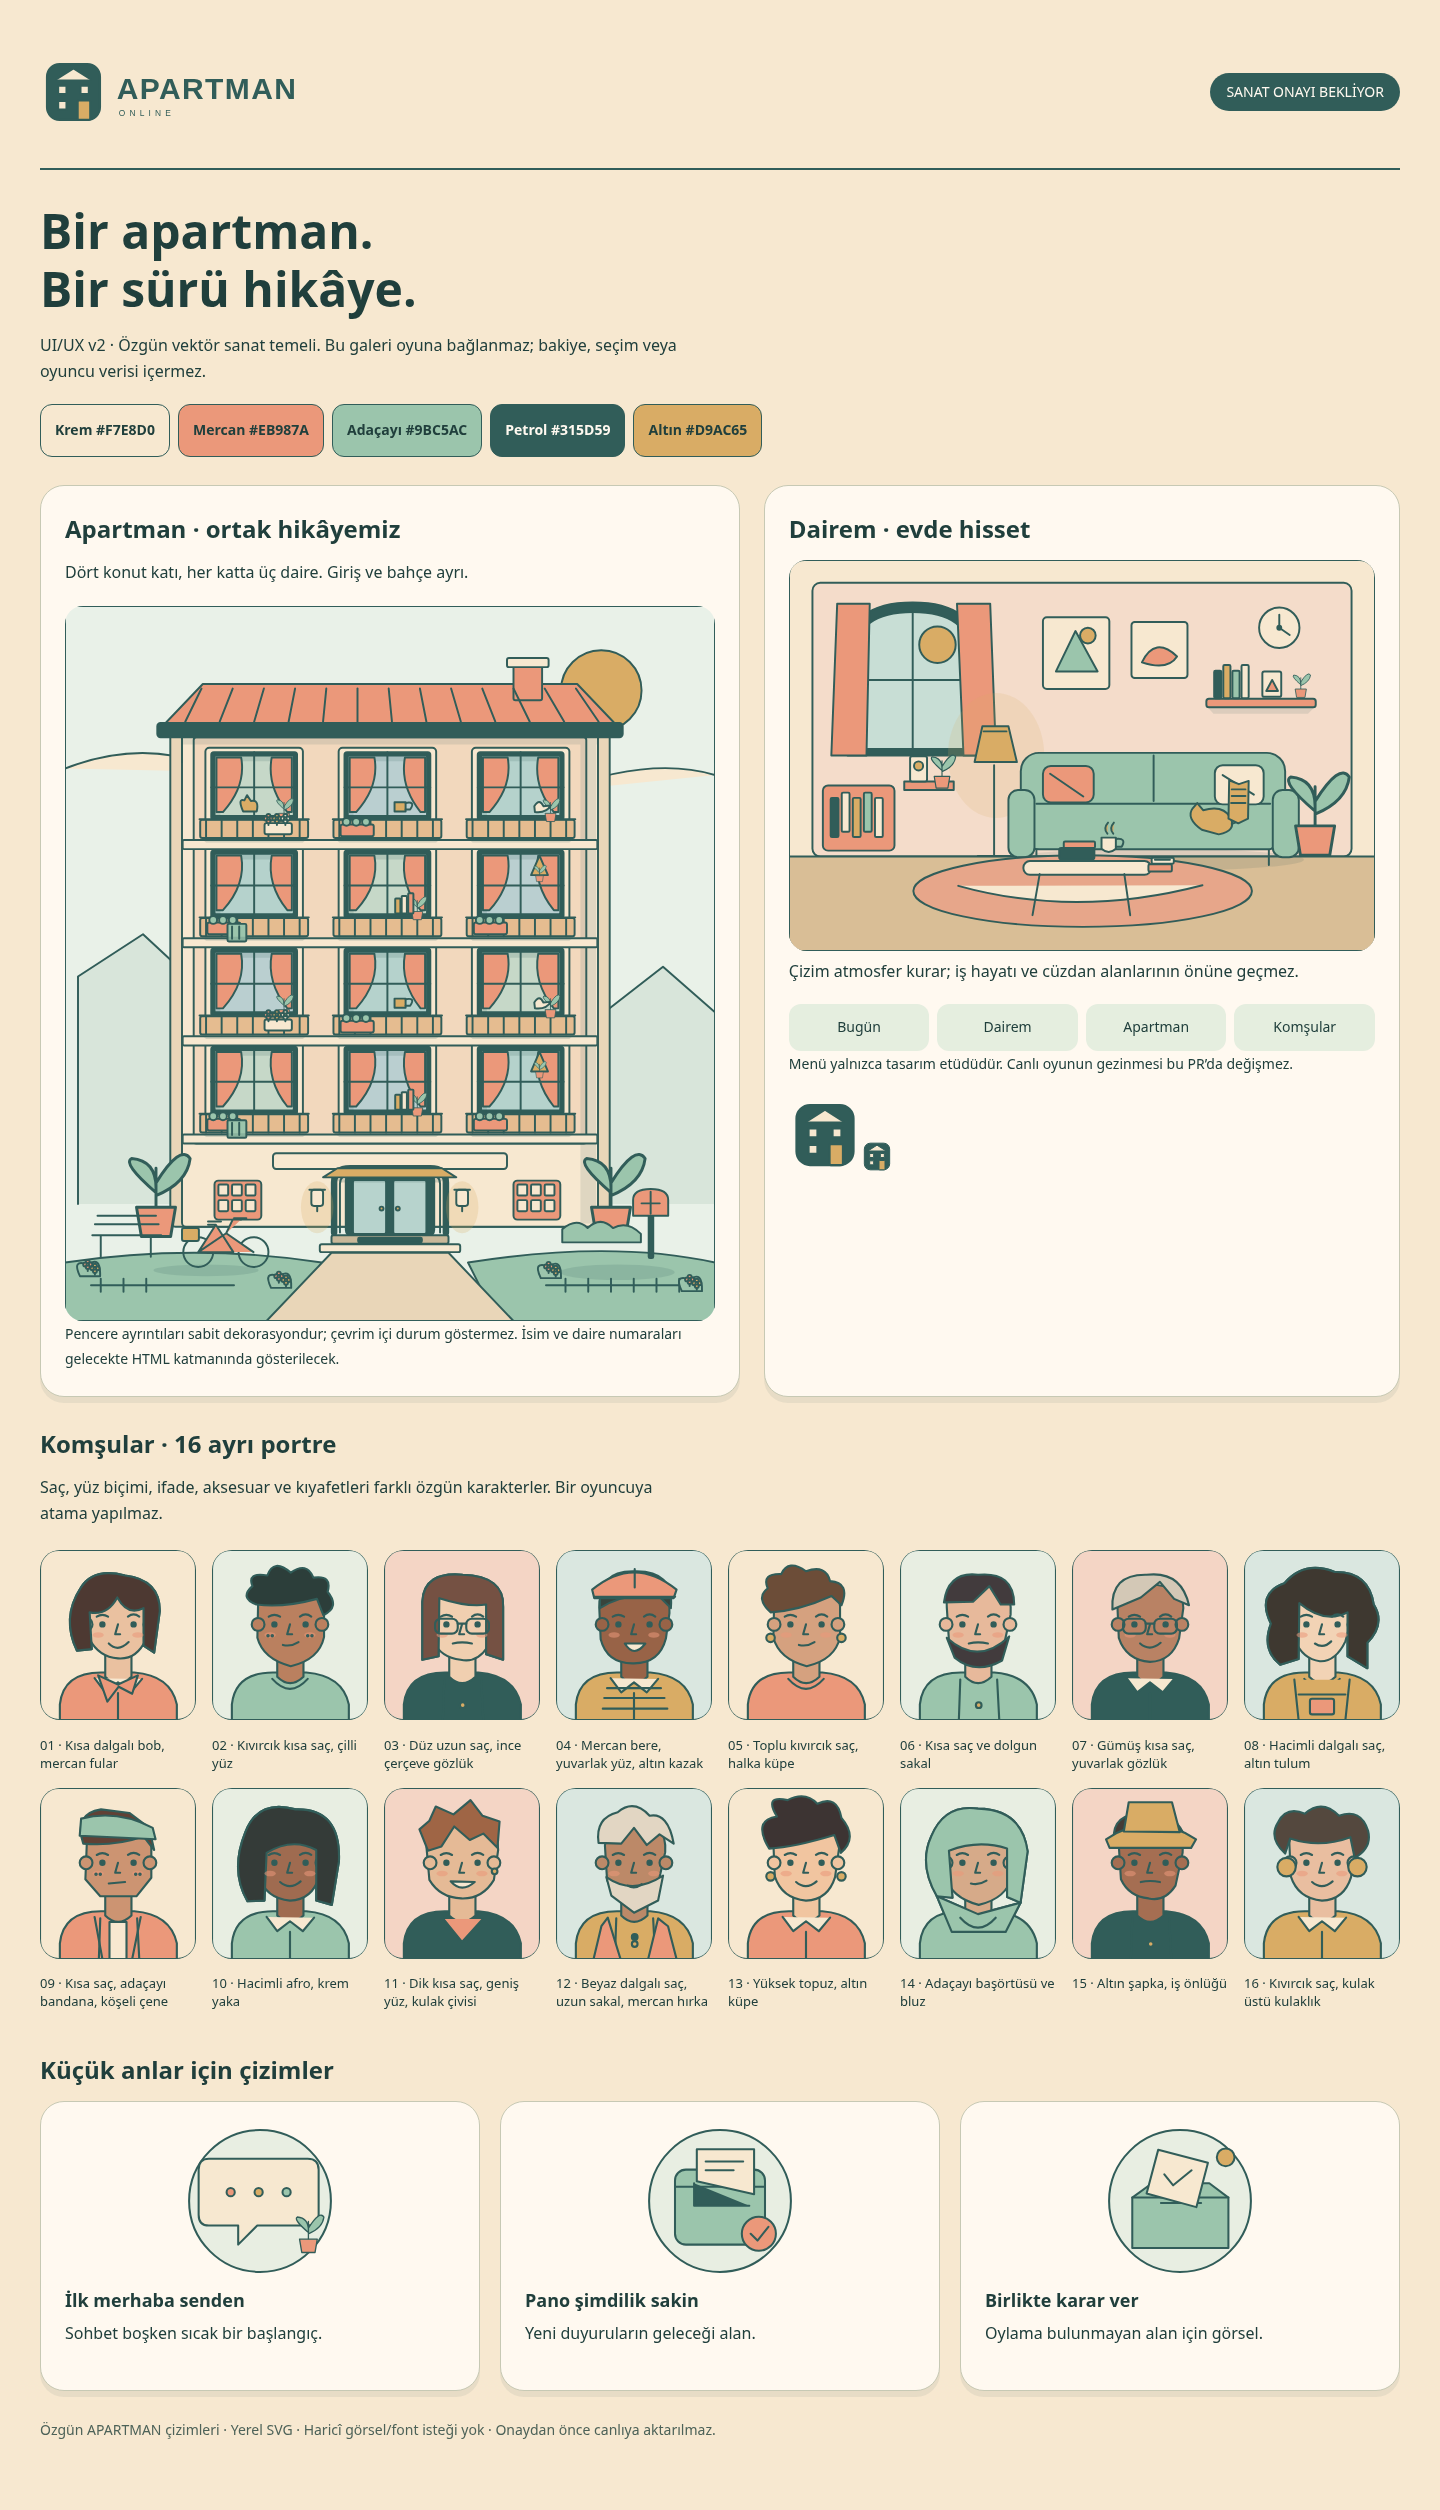 APARTMAN
ONLINE
SANAT ONAYI BEKLİYOR
Bir apartman.
Bir sürü hikâye.
UI/UX v2 · Özgün vektör sanat temeli. Bu galeri oyuna bağlanmaz; bakiye, seçim veya
oyuncu verisi içermez.
Krem #F7E8D0
Mercan #EB987A
Adaçayı #9BC5AC
Petrol #315D59
Altın #D9AC65
Apartman · ortak hikâyemiz
Dört konut katı, her katta üç daire. Giriş ve bahçe ayrı.
Pencere ayrıntıları sabit dekorasyondur; çevrim içi durum göstermez. İsim ve daire numaraları
gelecekte HTML katmanında gösterilecek.
Dairem · evde hisset
Çizim atmosfer kurar; iş hayatı ve cüzdan alanlarının önüne geçmez.
Bugün
Dairem
Apartman
Komşular
Menü yalnızca tasarım etüdüdür. Canlı oyunun gezinmesi bu PR’da değişmez.
Komşular · 16 ayrı portre
Saç, yüz biçimi, ifade, aksesuar ve kıyafetleri farklı özgün karakterler. Bir oyuncuya
atama yapılmaz.
01 · Kısa dalgalı bob,
mercan fular
02 · Kıvırcık kısa saç, çilli
yüz
03 · Düz uzun saç, ince
çerçeve gözlük
04 · Mercan bere,
yuvarlak yüz, altın kazak
05 · Toplu kıvırcık saç,
halka küpe
06 · Kısa saç ve dolgun
sakal
07 · Gümüş kısa saç,
yuvarlak gözlük
08 · Hacimli dalgalı saç,
altın tulum
09 · Kısa saç, adaçayı
bandana, köşeli çene
10 · Hacimli afro, krem
yaka
11 · Dik kısa saç, geniş
yüz, kulak çivisi
12 · Beyaz dalgalı saç,
uzun sakal, mercan hırka
13 · Yüksek topuz, altın
küpe
14 · Adaçayı başörtüsü ve
bluz
15 · Altın şapka, iş önlüğü
16 · Kıvırcık saç, kulak
üstü kulaklık
Küçük anlar için çizimler
İlk merhaba senden
Sohbet boşken sıcak bir başlangıç.
Pano şimdilik sakin
Yeni duyuruların geleceği alan.
Birlikte karar ver
Oylama bulunmayan alan için görsel.
Özgün APARTMAN çizimleri · Yerel SVG · Haricî görsel/font isteği yok · Onaydan önce canlıya aktarılmaz.